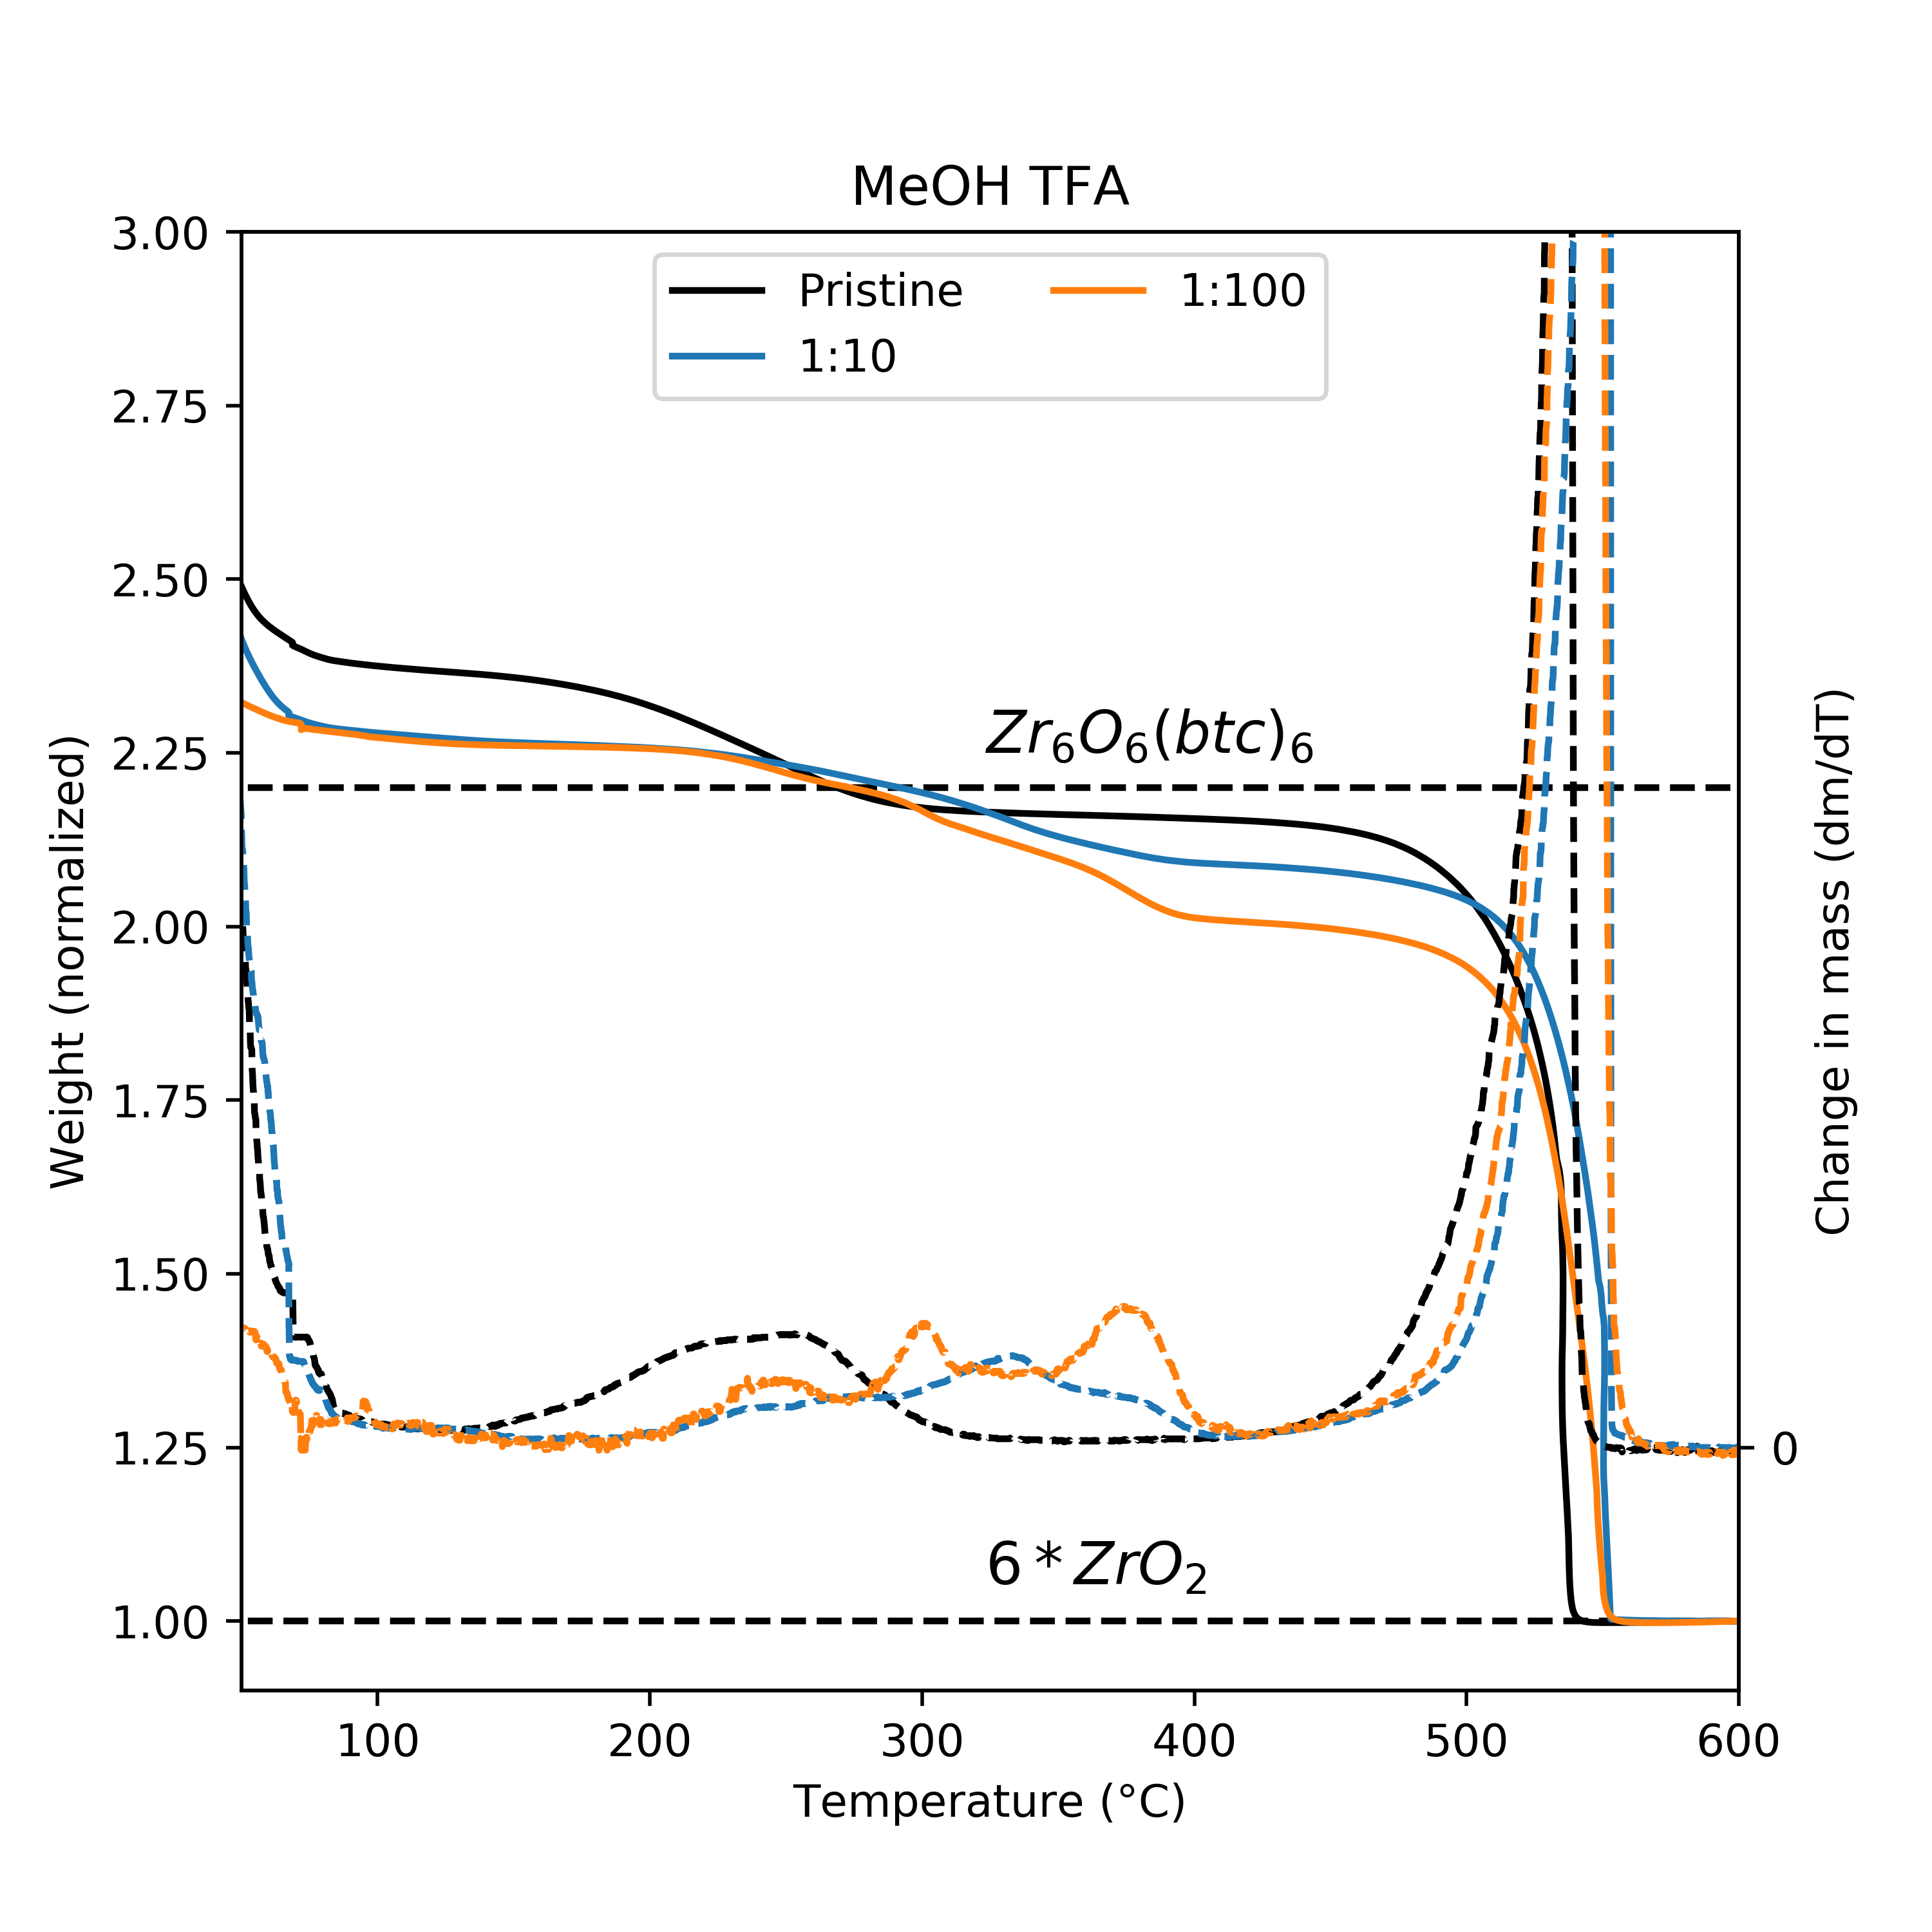 MeOH TFA
Pristine
1:10
1:100
Weight (normalized)
3.00
2.75
2.50
2.25
2.00
1.75
1.50
1.25
1.00
Zr₆O₆(btc)₆
6 * ZrO₂
Change in mass (dm/dT)
0
100 200 300 400 500 600
Temperature (°C)